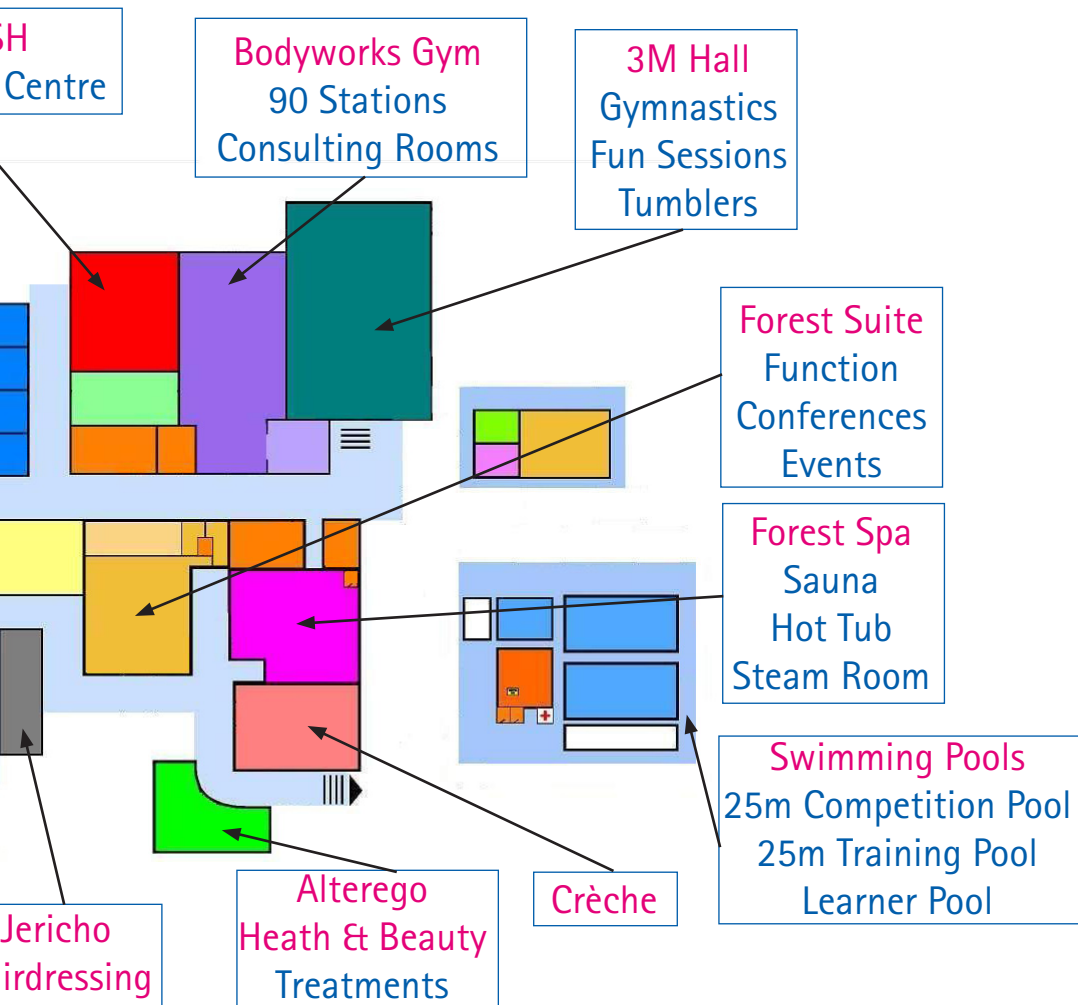 SH
Centre
Bodyworks Gym
90 Stations
Consulting Rooms
3M Hall
Gymnastics
Fun Sessions
Tumblers
Forest Suite
Function
Conferences
Events
Forest Spa
Sauna
Hot Tub
Steam Room
Swimming Pools
25m Competition Pool
25m Training Pool
Learner Pool
Crèche
Alterego
Heath & Beauty
Treatments
Jericho
irdressing